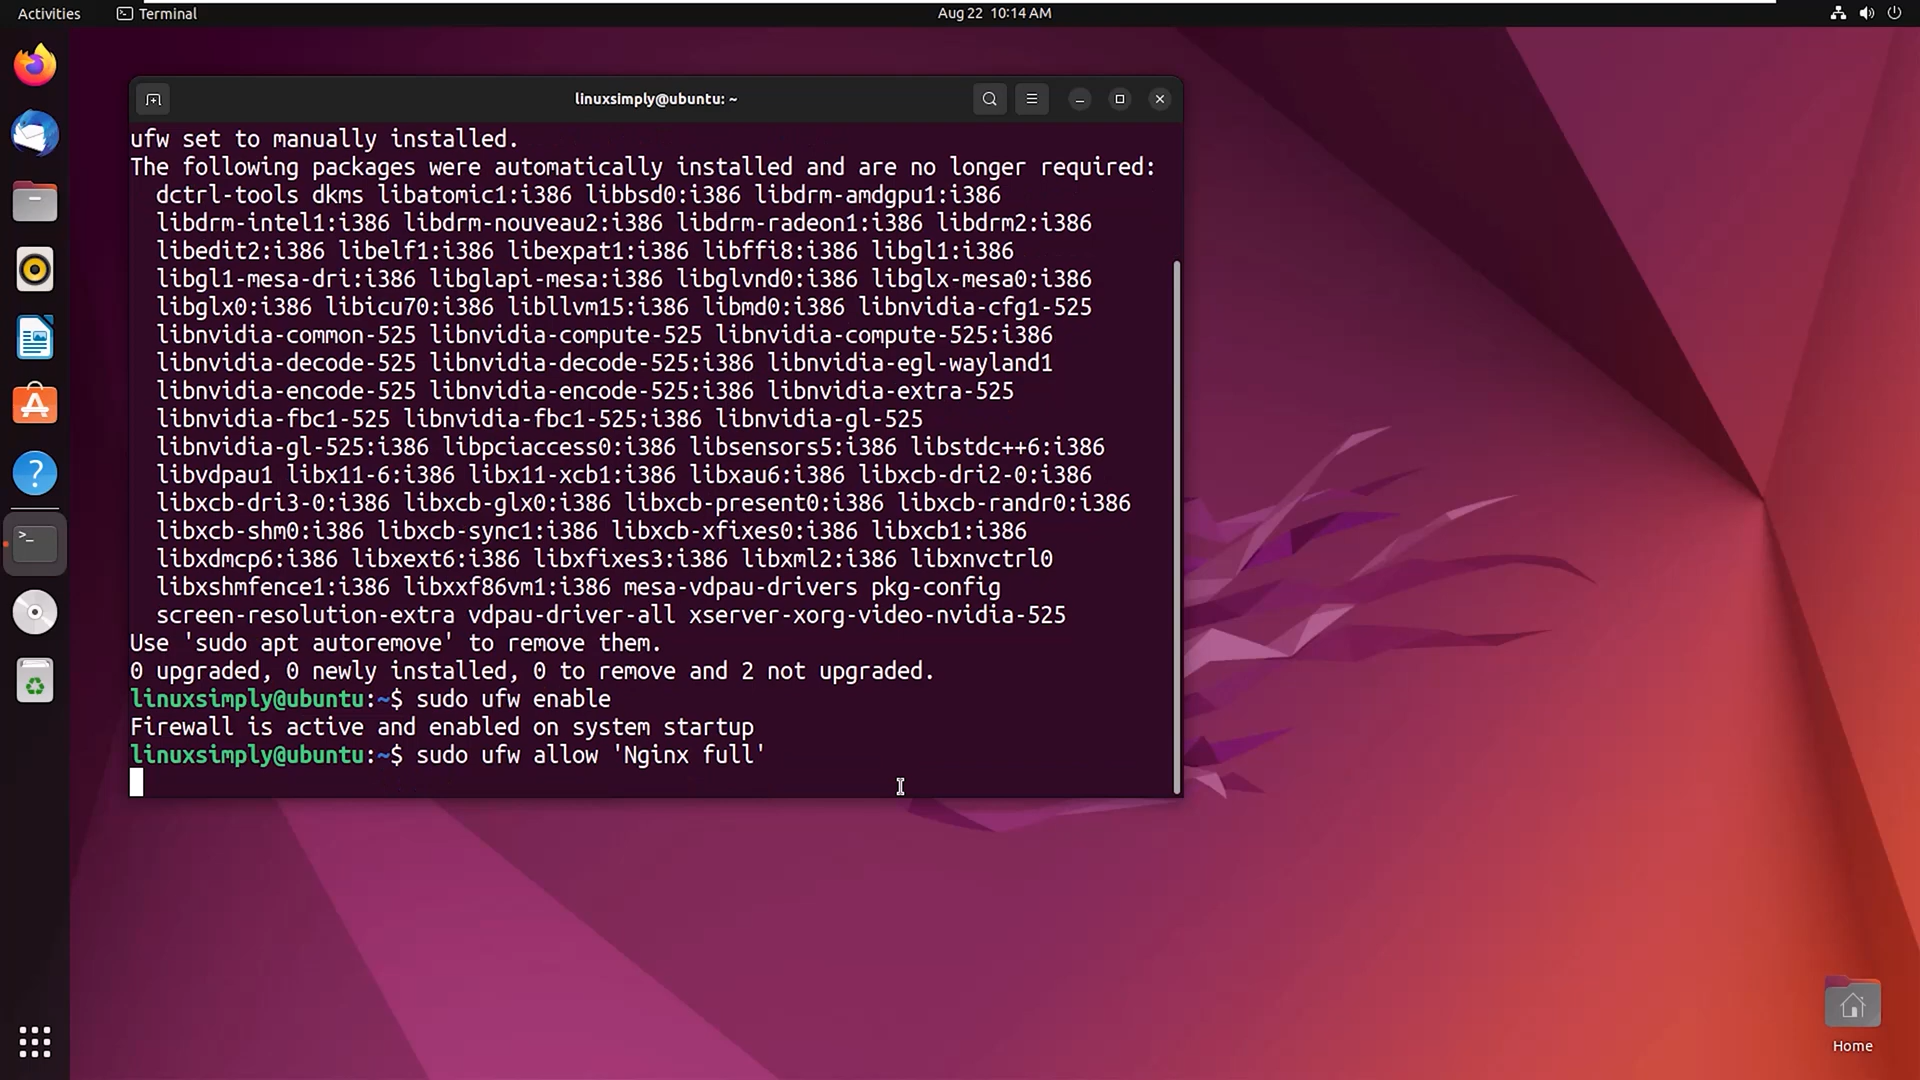 Activities Terminal Aug 22 10:14 AM
linuxsimply@ubuntu: ~
ufw set to manually installed.
The following packages were automatically installed and are no longer required:
dctrl-tools dkms libatomic1:i386 libbsd0:i386 libdrm-amdgpu1:i386
libdrm-intel1:i386 libdrm-nouveau2:i386 libdrm-radeon1:i386 libdrm2:i386
libedit2:i386 libelf1:i386 libexpat1:i386 libffi8:i386 libgl1:i386
libgl1-mesa-dri:i386 libglapi-mesa:i386 libglvnd0:i386 libglx-mesa0:i386
libglx0:i386 libicu70:i386 libllvm15:i386 libmd0:i386 libnvidia-cfg1-525
libnvidia-common-525 libnvidia-compute-525 libnvidia-compute-525:i386
libnvidia-decode-525 libnvidia-decode-525:i386 libnvidia-egl-wayland1
libnvidia-encode-525 libnvidia-encode-525:i386 libnvidia-extra-525
libnvidia-fbc1-525 libnvidia-fbc1-525:i386 libnvidia-gl-525
libnvidia-gl-525:i386 libpciaccess0:i386 libsensors5:i386 libstdc++6:i386
libvdpau1 libx11-6:i386 libx11-xcb1:i386 libxau6:i386 libxcb-dri2-0:i386
libxcb-dri3-0:i386 libxcb-glx0:i386 libxcb-present0:i386 libxcb-randr0:i386
libxcb-shm0:i386 libxcb-sync1:i386 libxcb-xfixes0:i386 libxcb1:i386
libxdmcp6:i386 libxext6:i386 libxfixes3:i386 libxml2:i386 libxnvctrl0
libxshmfence1:i386 libxxf86vm1:i386 mesa-vdpau-drivers pkg-config
screen-resolution-extra vdpau-driver-all xserver-xorg-video-nvidia-525
Use 'sudo apt autoremove' to remove them.
0 upgraded, 0 newly installed, 0 to remove and 2 not upgraded.
linuxsimply@ubuntu:~$ sudo ufw enable
Firewall is active and enabled on system startup
linuxsimply@ubuntu:~$ sudo ufw allow 'Nginx full'
Home